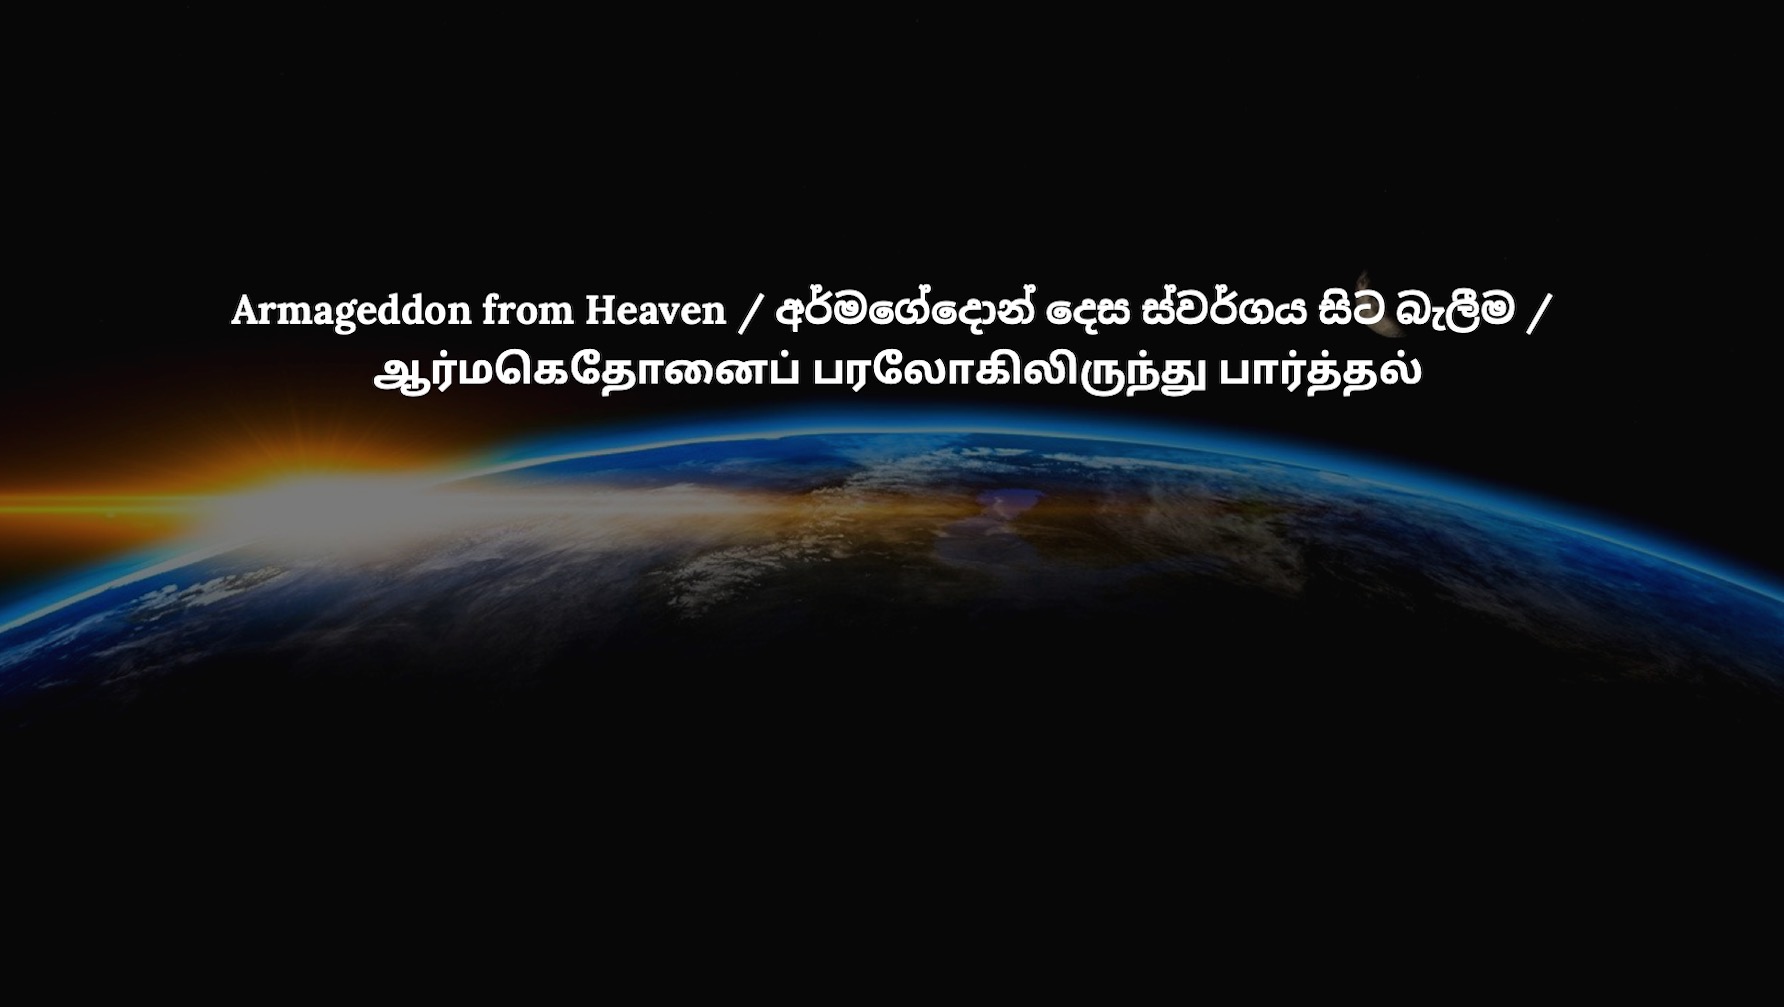 Armageddon from Heaven / අර්මගේදොන් දෙස ස්වර්ගය සිට බැලීම /
ஆர்மகெதோனைப் பரலோகிலிருந்து பார்த்தல்